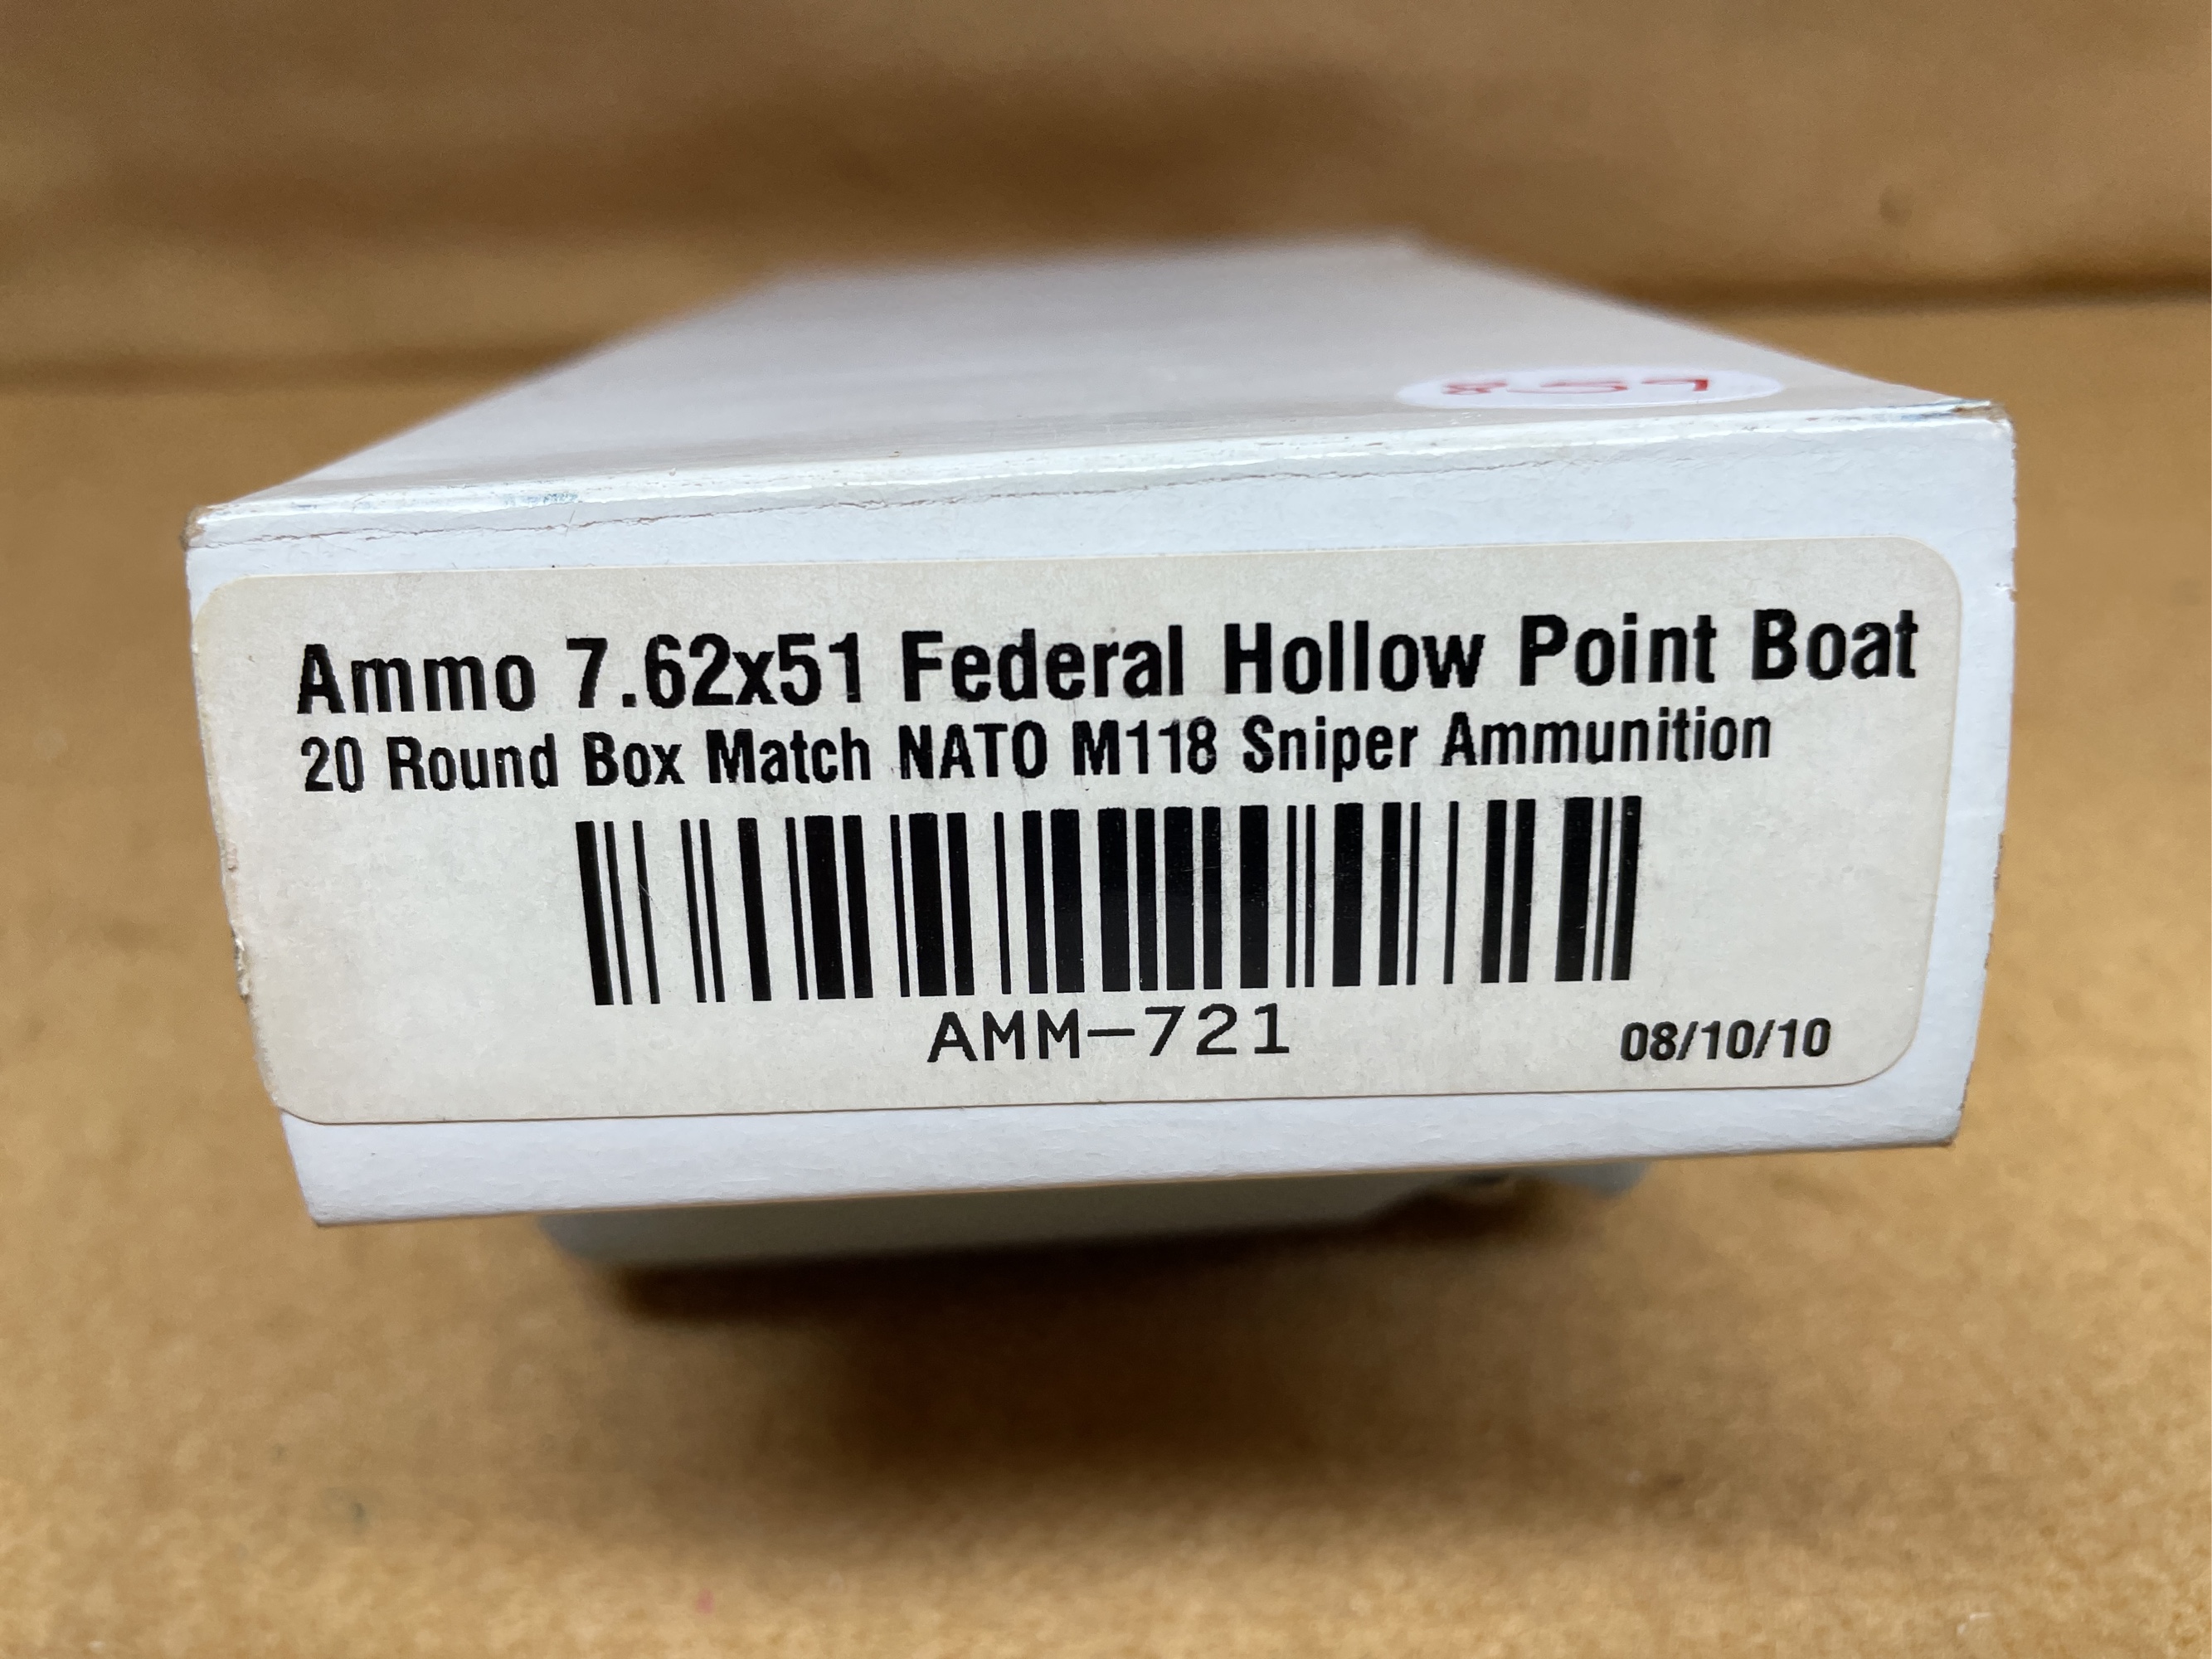 857
Ammo 7.62x51 Federal Hollow Point Boat
20 Round Box Match NATO M118 Sniper Ammunition
AMM-721
08/10/10